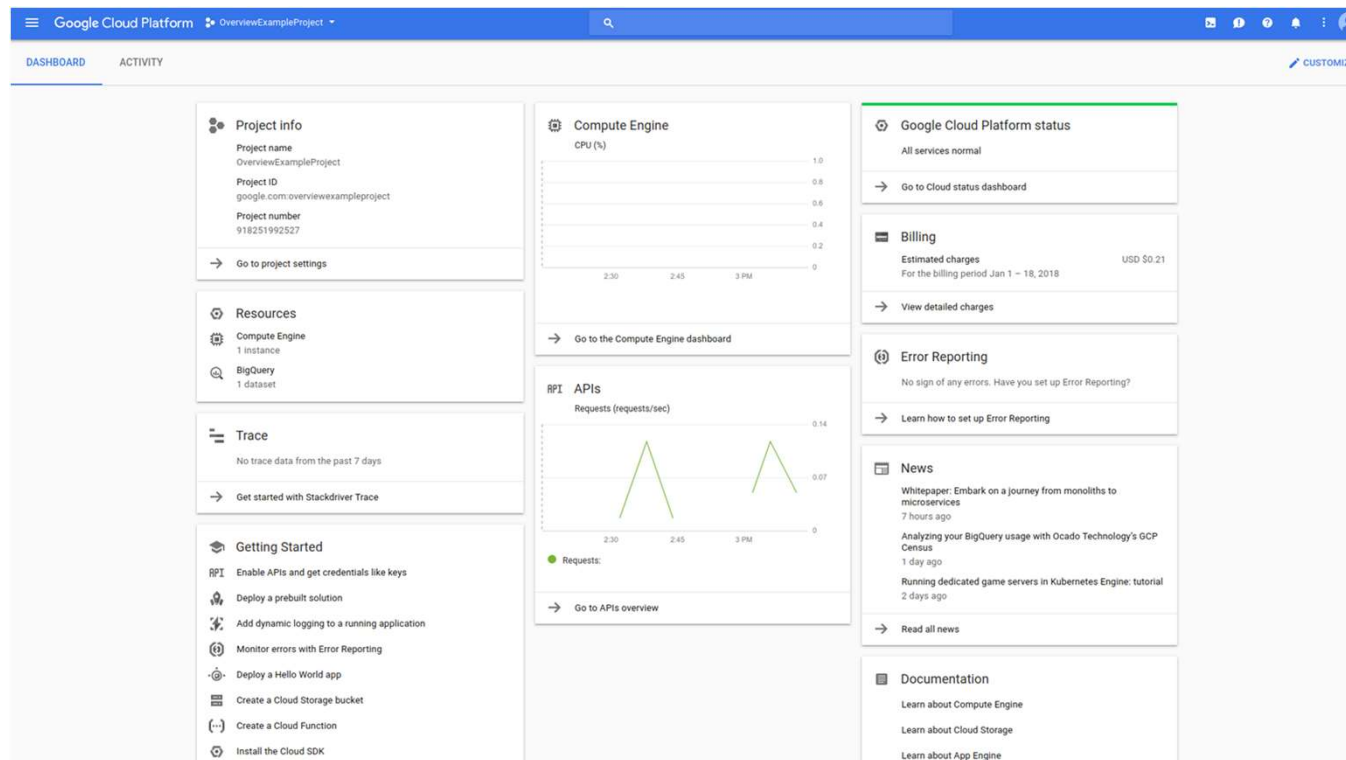 Google Cloud Platform
OverviewExampleProject
DASHBOARD
ACTIVITY
CUSTOMIZ
Project info
Project name
OverviewExampleProject
Project ID
google.com:overviewexampleproject
Project number
918251992527
Go to project settings
Resources
Compute Engine
1 instance
BigQuery
1 dataset
Trace
No trace data from the past 7 days
Get started with Stackdriver Trace
Getting Started
API Enable APIs and get credentials like keys
Deploy a prebuilt solution
Add dynamic logging to a running application
Monitor errors with Error Reporting
Deploy a Hello World app
Create a Cloud Storage bucket
Create a Cloud Function
Install the Cloud SDK
Compute Engine
CPU (%)
1.0
0.8
0.6
0.4
0.2
0
2:30 2:45 3 PM
Go to the Compute Engine dashboard
API APIs
Requests (requests/sec)
0.14
0.07
0
2:30 2:45 3 PM
Requests:
Go to APIs overview
Google Cloud Platform status
All services normal
Go to Cloud status dashboard
Billing
Estimated charges USD $0.21
For the billing period Jan 1 – 18, 2018
View detailed charges
Error Reporting
No sign of any errors. Have you set up Error Reporting?
Learn how to set up Error Reporting
News
Whitepaper: Embark on a journey from monoliths to
microservices
7 hours ago
Analyzing your BigQuery usage with Ocado Technology's GCP
Census
1 day ago
Running dedicated game servers in Kubernetes Engine: tutorial
2 days ago
Read all news
Documentation
Learn about Compute Engine
Learn about Cloud Storage
Learn about App Engine